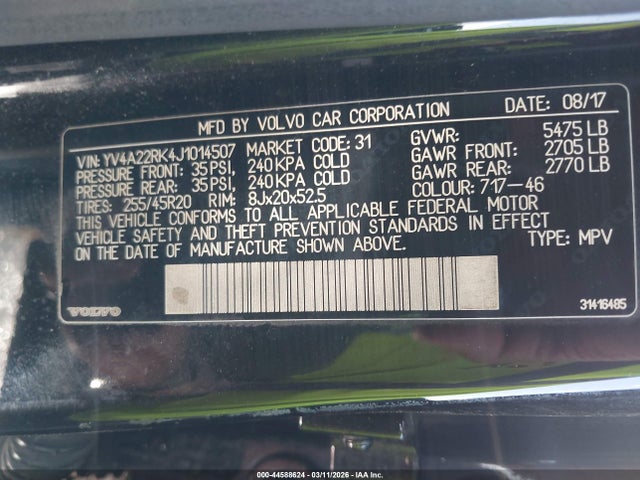 MFD BY VOLVO CAR CORPORATION DATE: 08/17
VIN: YV4A22RK4J1014507 MARKET CODE: 31 GVWR: 5475 LB
PRESSURE FRONT: 35 PSI, 240 KPA COLD GAWR FRONT: 2705 LB
PRESSURE REAR: 35 PSI, 240 KPA COLD GAWR REAR: 2770 LB
TIRES: 255/45R20 RIM: 8Jx20x52.5 COLOUR: 717-46
THIS VEHICLE CONFORMS TO ALL APPLICABLE FEDERAL MOTOR
VEHICLE SAFETY AND THEFT PREVENTION STANDARDS IN EFFECT
ON THE DATE OF MANUFACTURE SHOWN ABOVE. TYPE: MPV
VOLVO 31416485
000-44588624 - 03/11/2026 - IAA Inc.